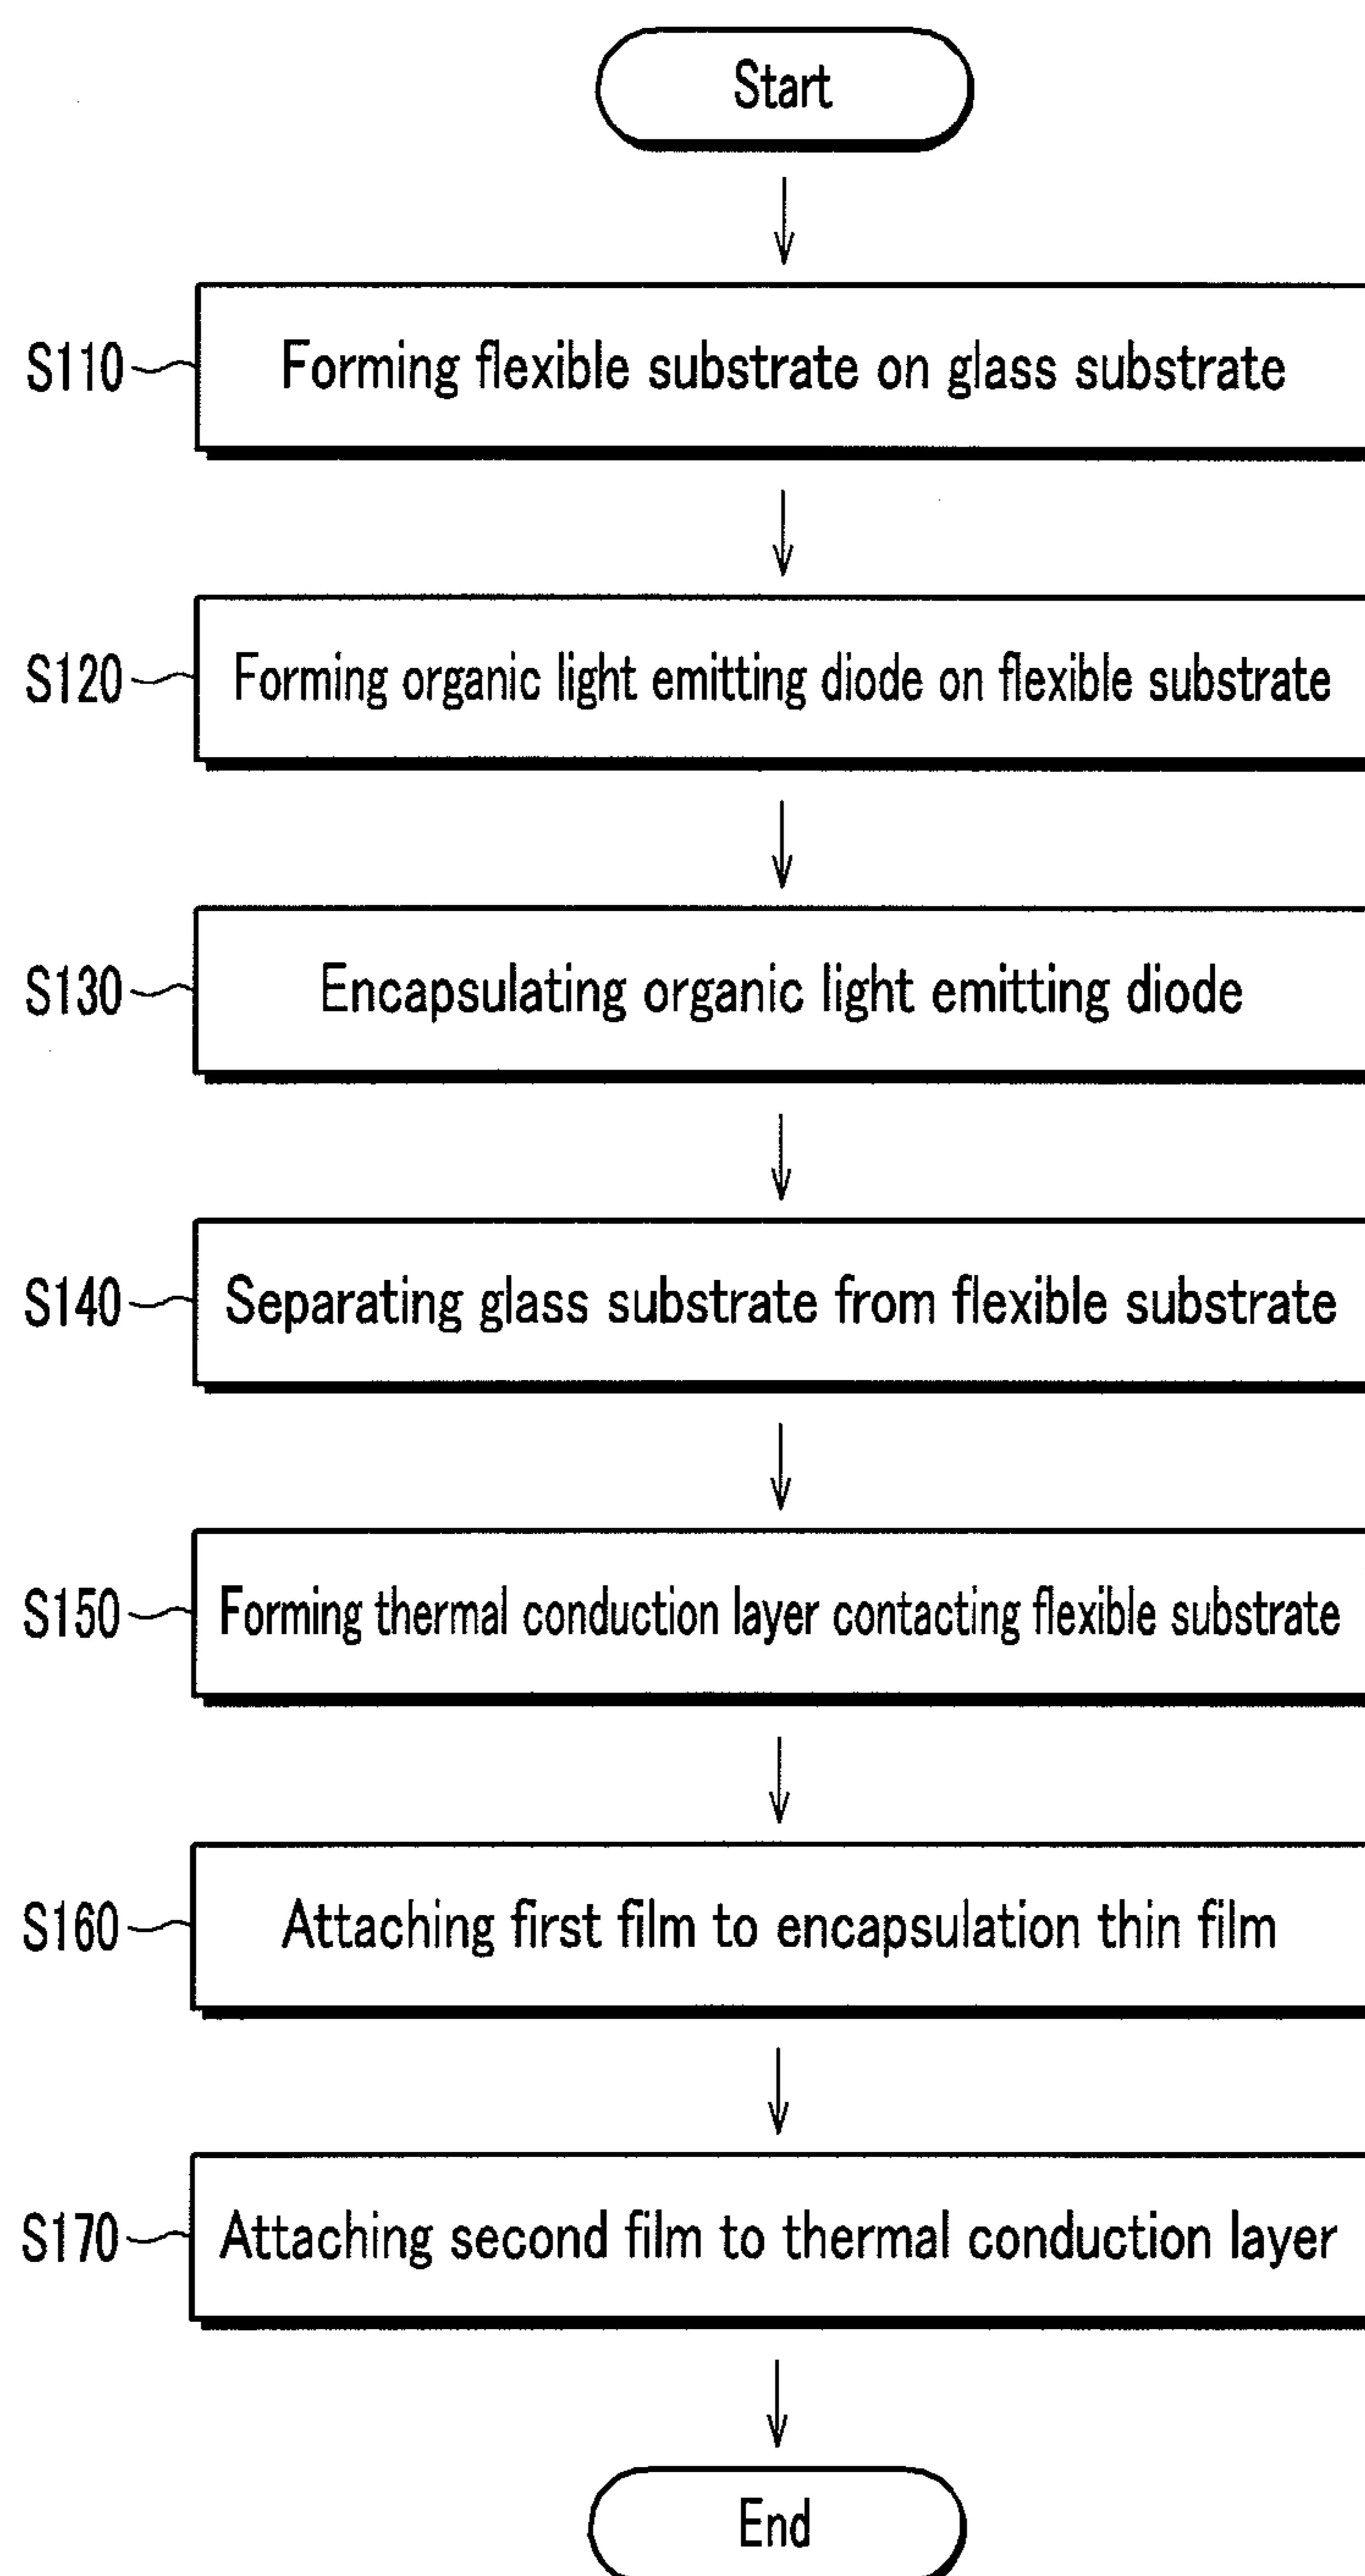 Start
S110 Forming flexible substrate on glass substrate
S120 Forming organic light emitting diode on flexible substrate
S130 Encapsulating organic light emitting diode
S140 Separating glass substrate from flexible substrate
S150 Forming thermal conduction layer contacting flexible substrate
S160 Attaching first film to encapsulation thin film
S170 Attaching second film to thermal conduction layer
End